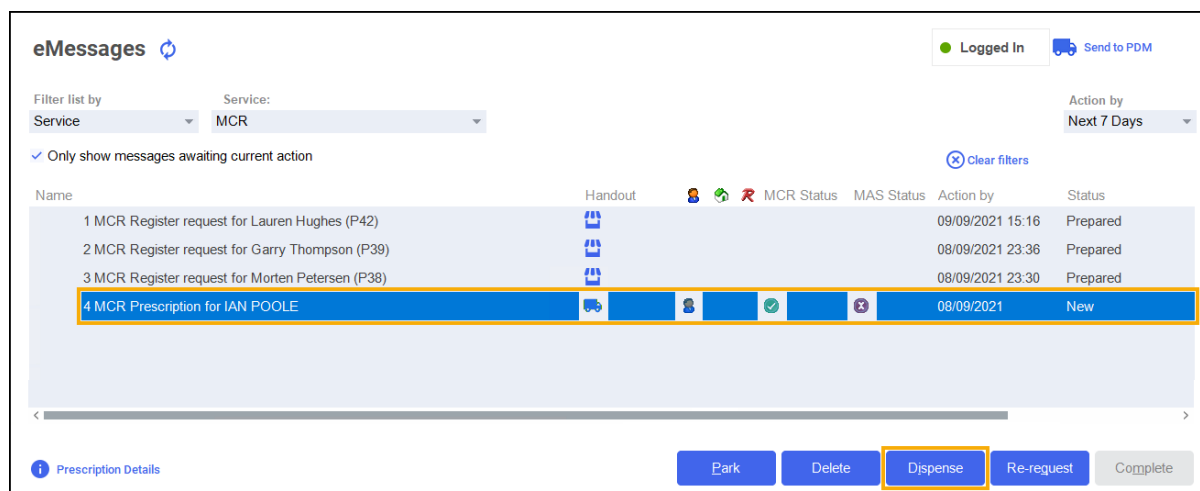 eMessages
Logged In
Send to PDM
Filter list by
Service:
Action by
Service
MCR
Next 7 Days
Only show messages awaiting current action
Clear filters
Name Handout R MCR Status MAS Status Action by Status
1 MCR Register request for Lauren Hughes (P42) 09/09/2021 15:16 Prepared
2 MCR Register request for Garry Thompson (P39) 08/09/2021 23:36 Prepared
3 MCR Register request for Morten Petersen (P38) 08/09/2021 23:30 Prepared
4 MCR Prescription for IAN POOLE 08/09/2021 New
Prescription Details
Park
Delete
Dispense
Re-request
Complete